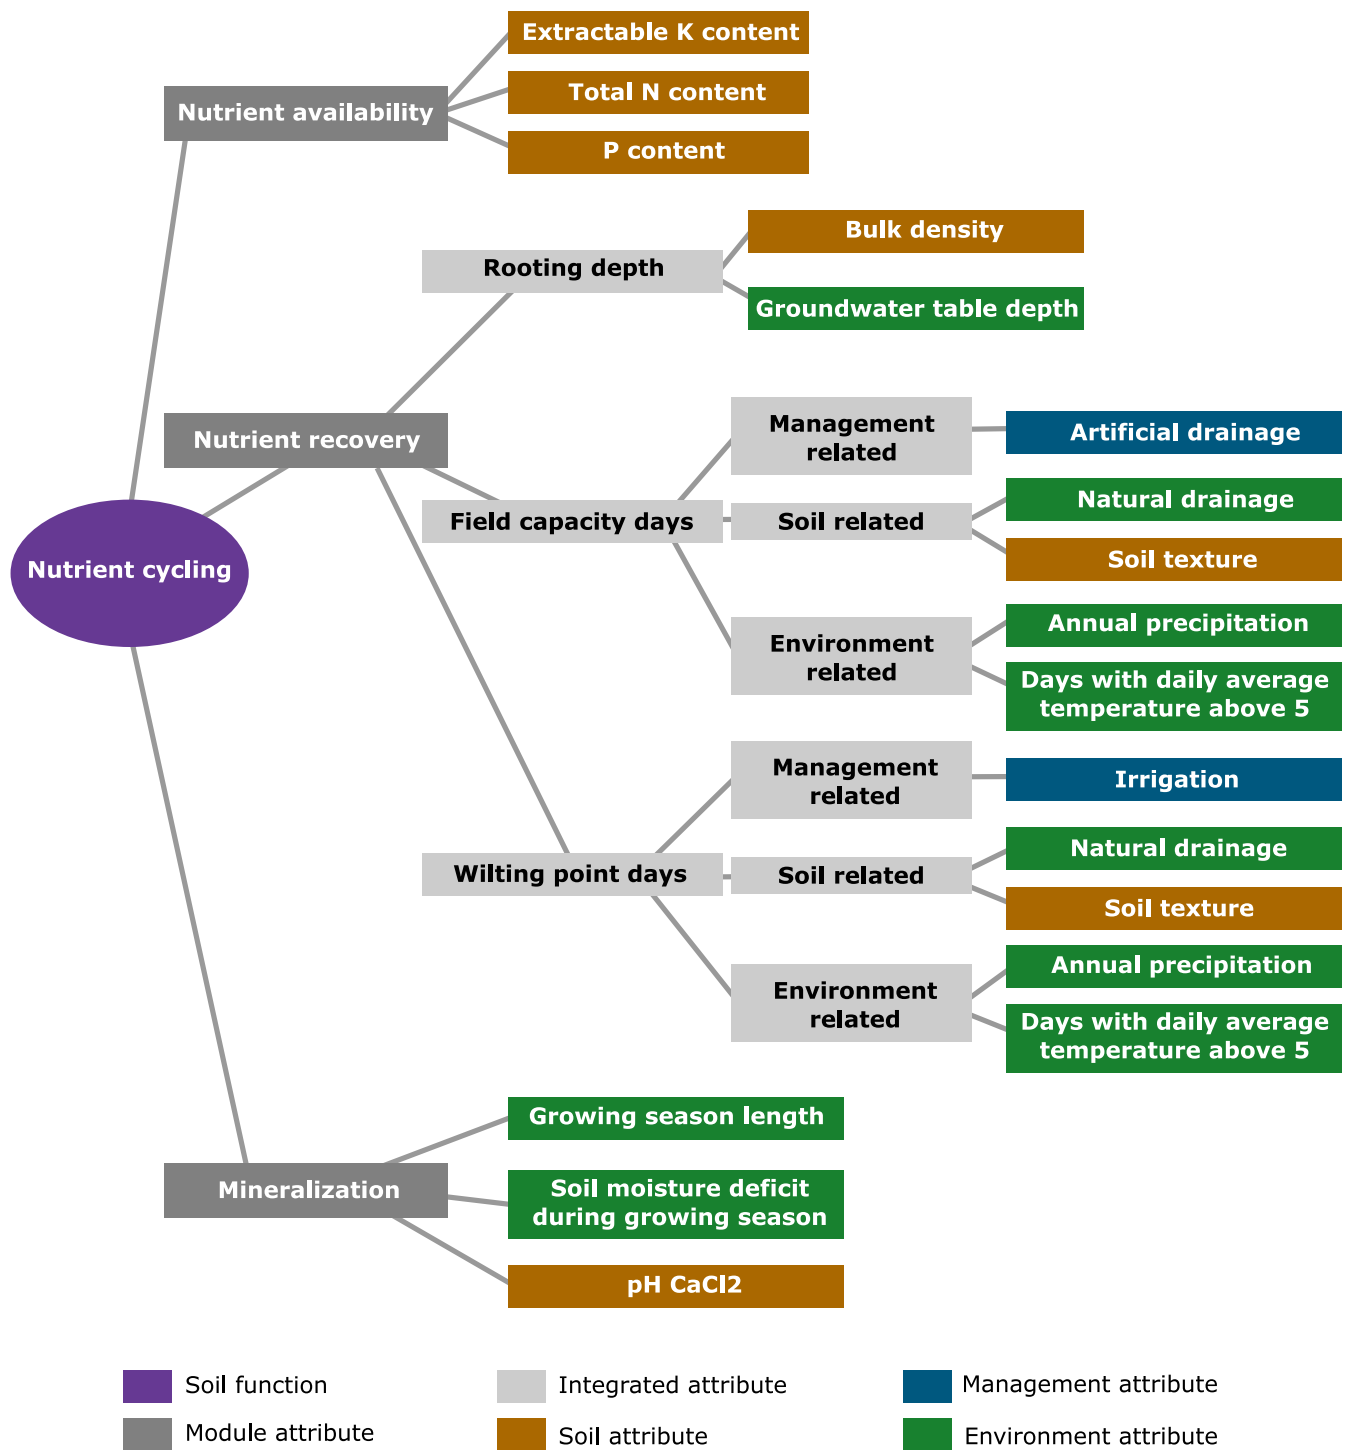 Extractable K content
Total N content
Nutrient availability
P content
Bulk density
Rooting depth
Groundwater table depth
Management
related
Artificial drainage
Nutrient recovery
Natural drainage
Field capacity days
Soil related
Soil texture
Nutrient cycling
Annual precipitation
Environment
related
Days with daily average
temperature above 5
Management
related
Irrigation
Natural drainage
Wilting point days
Soil related
Soil texture
Annual precipitation
Environment
related
Days with daily average
temperature above 5
Growing season length
Mineralization
Soil moisture deficit
during growing season
pH CaCl2
Soil function
Integrated attribute
Management attribute
Module attribute
Soil attribute
Environment attribute